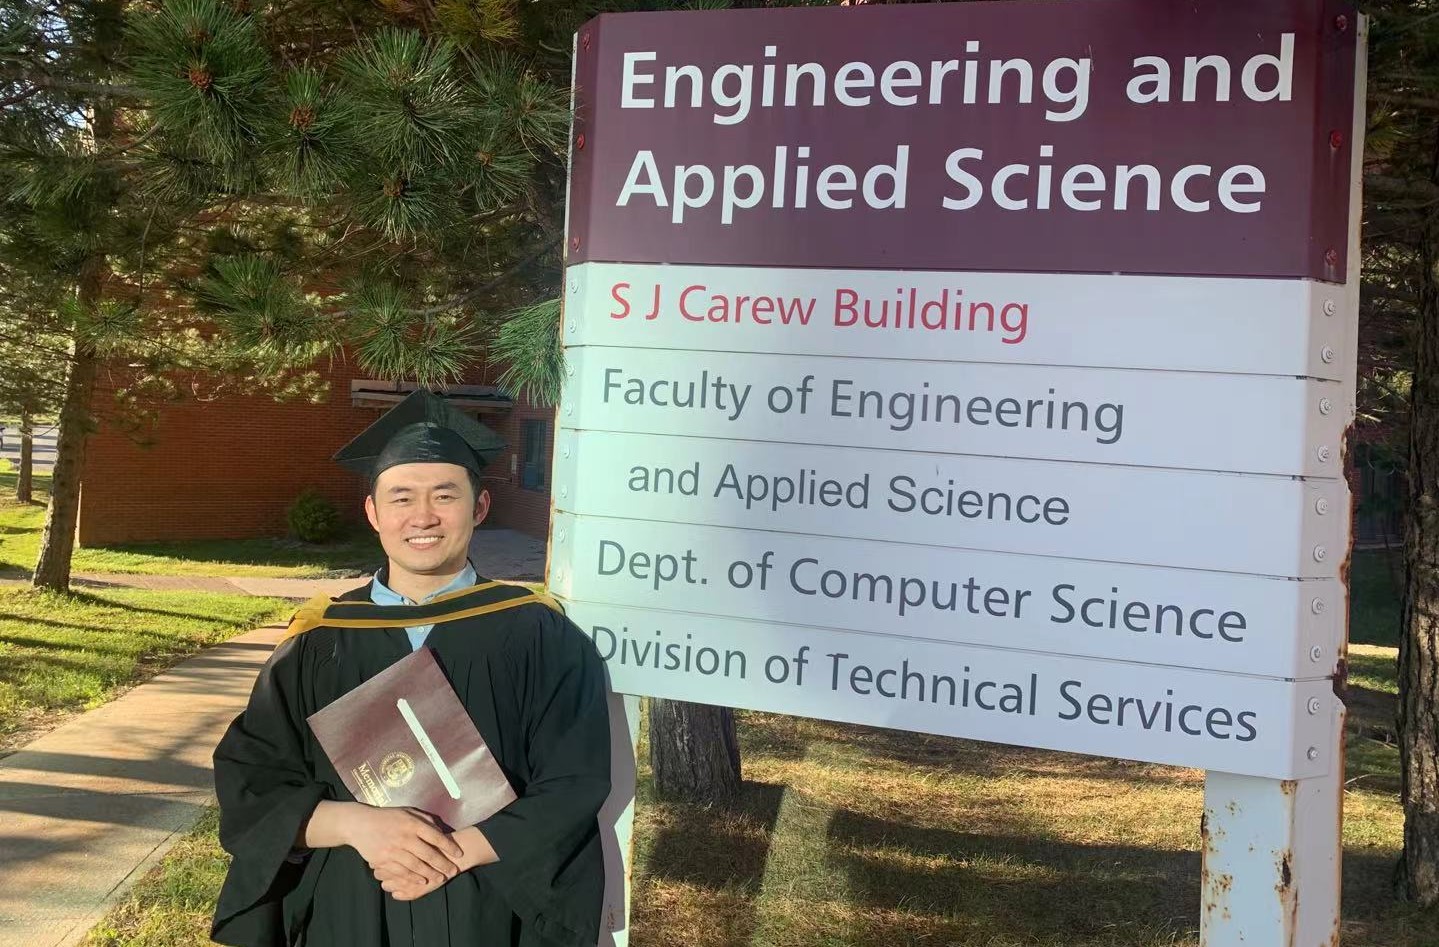 Engineering and
Applied Science
S J Carew Building
Faculty of Engineering
and Applied Science
Dept. of Computer Science
Division of Technical Services